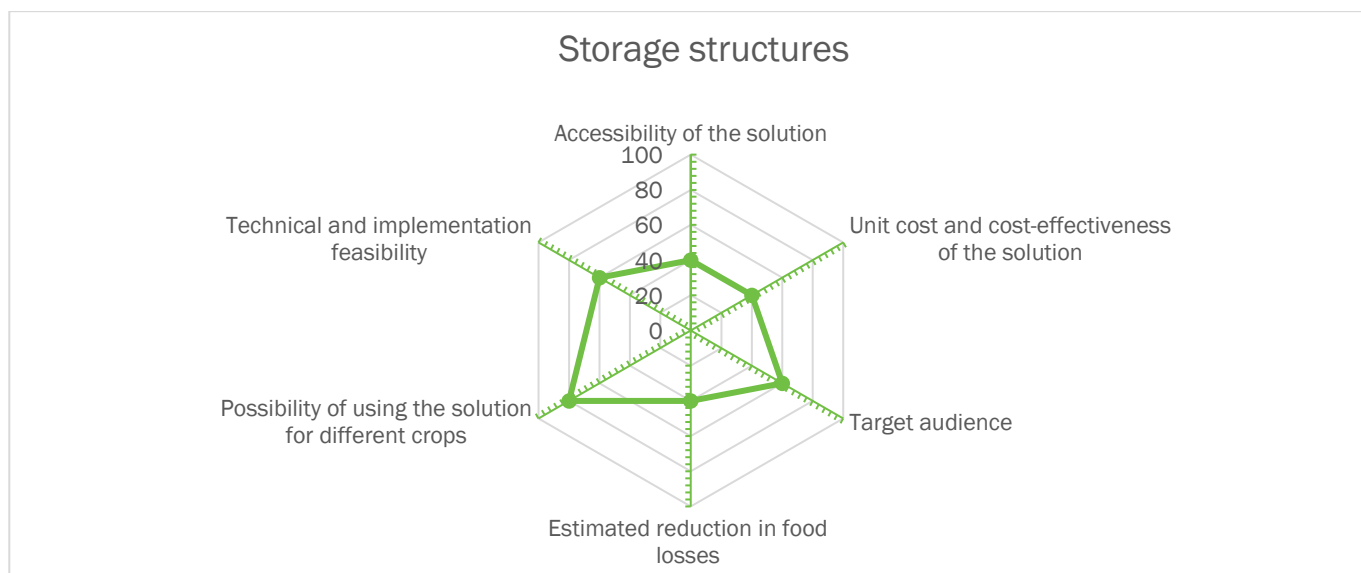 Storage structures
Accessibility of the solution
100
80
60
40
20
0
Unit cost and cost-effectiveness
of the solution
Target audience
Estimated reduction in food
losses
Possibility of using the solution
for different crops
Technical and implementation
feasibility